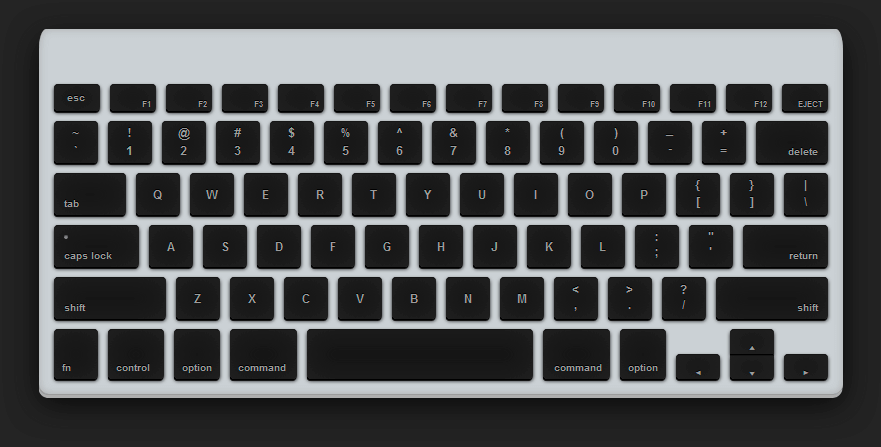 esc F1 F2 F3 F4 F5 F6 F7 F8 F9 F10 F11 F12 EJECT
~ ! @ # $ % ^ & * ( ) _ +
` 1 2 3 4 5 6 7 8 9 0 - = delete
tab Q W E R T Y U I O P { [ } ] | \
caps lock A S D F G H J K L : ; " ' return
shift Z X C V B N M < , > . ? / shift
fn control option command command option ◂ ▴ ▾ ▸